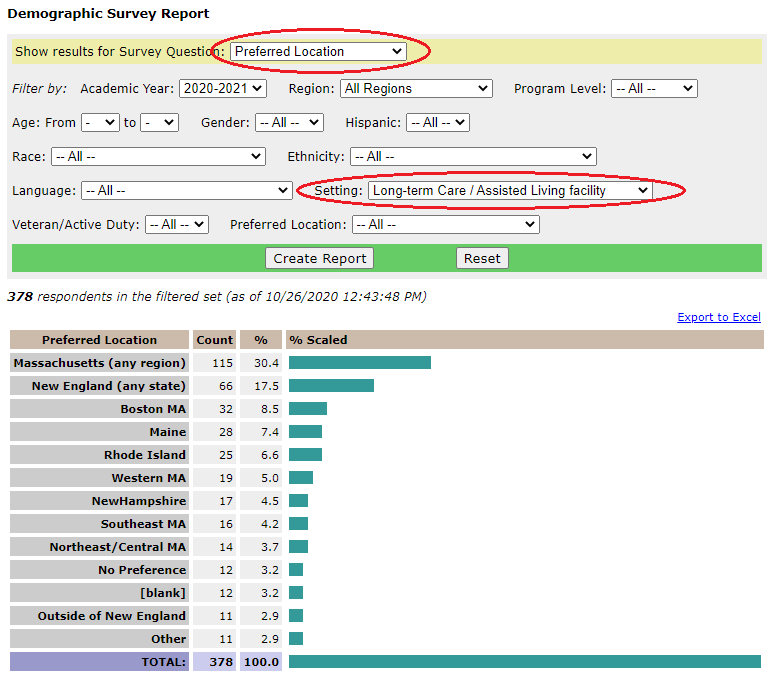 Demographic Survey Report
Show results for Survey Question: Preferred Location
Filter by: Academic Year: 2020-2021 Region: All Regions Program Level: -- All --
Age: From - to - Gender: -- All -- Hispanic: -- All --
Race: -- All -- Ethnicity: -- All --
Language: -- All -- Setting: Long-term Care / Assisted Living facility
Veteran/Active Duty: -- All -- Preferred Location: -- All --
Create Report Reset
378 respondents in the filtered set (as of 10/26/2020 12:43:48 PM)
Export to Excel
Preferred Location Count % % Scaled
Massachusetts (any region) 115 30.4
New England (any state) 66 17.5
Boston MA 32 8.5
Maine 28 7.4
Rhode Island 25 6.6
Western MA 19 5.0
NewHampshire 17 4.5
Southeast MA 16 4.2
Northeast/Central MA 14 3.7
No Preference 12 3.2
[blank] 12 3.2
Outside of New England 11 2.9
Other 11 2.9
TOTAL: 378 100.0